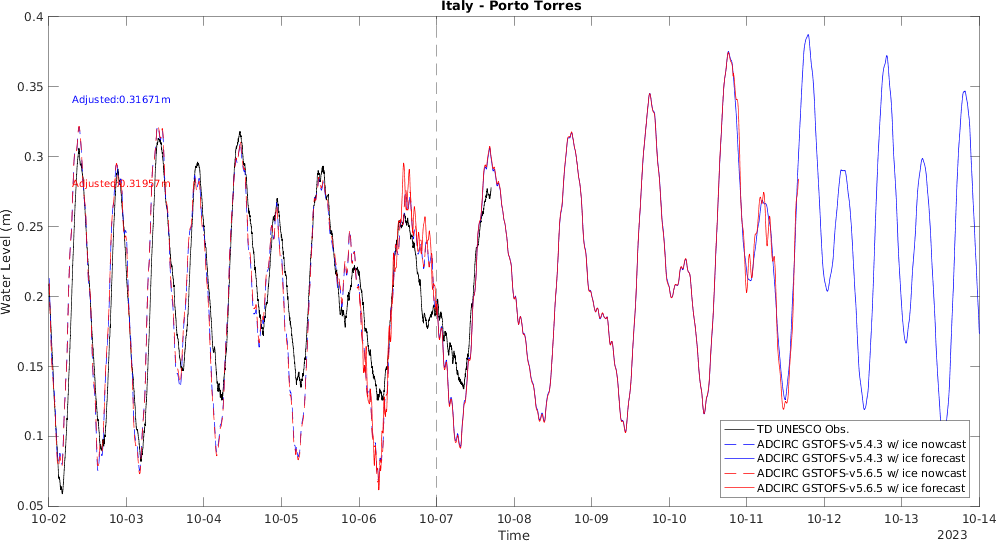 Italy - Porto Torres
0.4
0.35
0.3
0.25
0.2
0.15
0.1
0.05
Water Level (m)
Adjusted:0.31671m
Adjusted:0.31957m
TD UNESCO Obs.
ADCIRC GSTOFS-v5.4.3 w/ ice nowcast
ADCIRC GSTOFS-v5.4.3 w/ ice forecast
ADCIRC GSTOFS-v5.6.5 w/ ice nowcast
ADCIRC GSTOFS-v5.6.5 w/ ice forecast
10-02 10-03 10-04 10-05 10-06 10-07 10-08 10-09 10-10 10-11 10-12 10-13 10-14
Time
2023